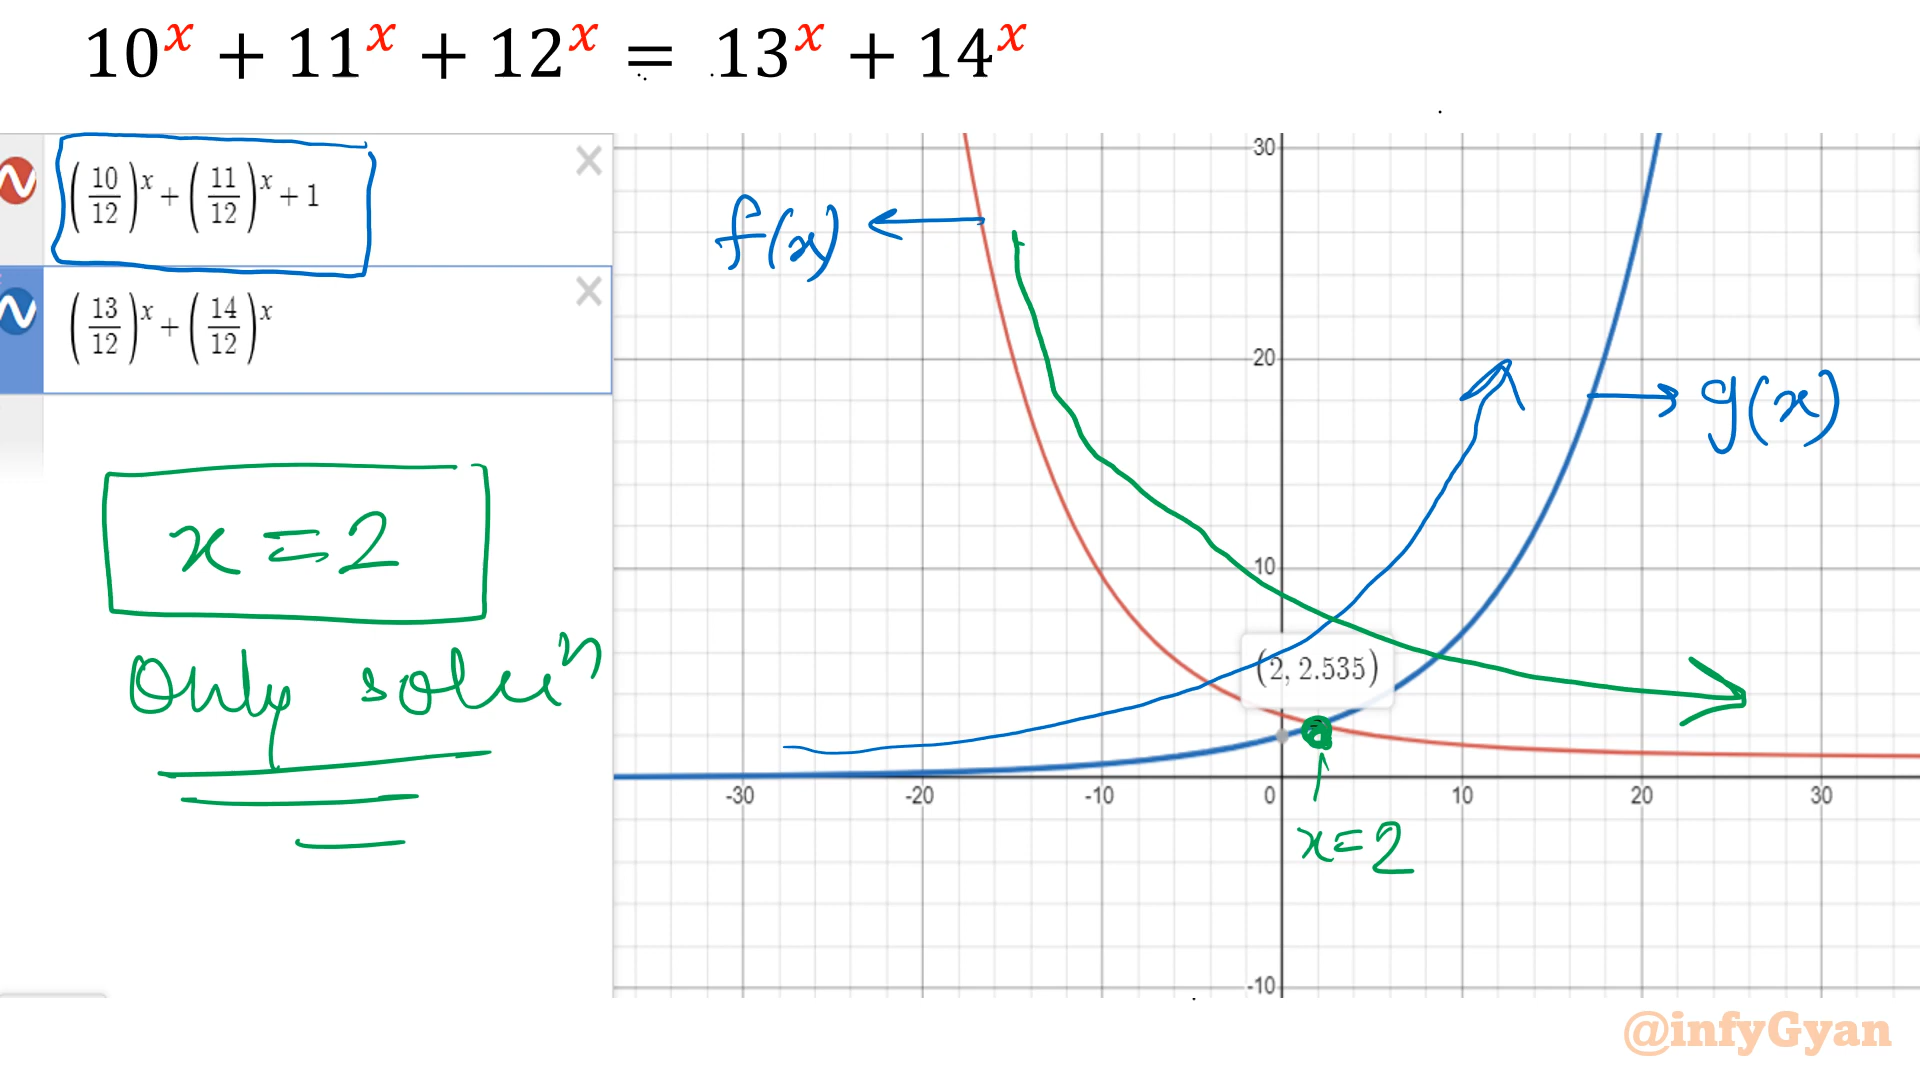 10^x + 11^x + 12^x = 13^x + 14^x
(10/12)^x + (11/12)^x + 1
(13/12)^x + (14/12)^x
x = 2
Only solu^n
f(x)
g(x)
30
20
10
(2, 2.535)
-30 -20 -10 0 10 20 30
x = 2
-10
@infyGyan